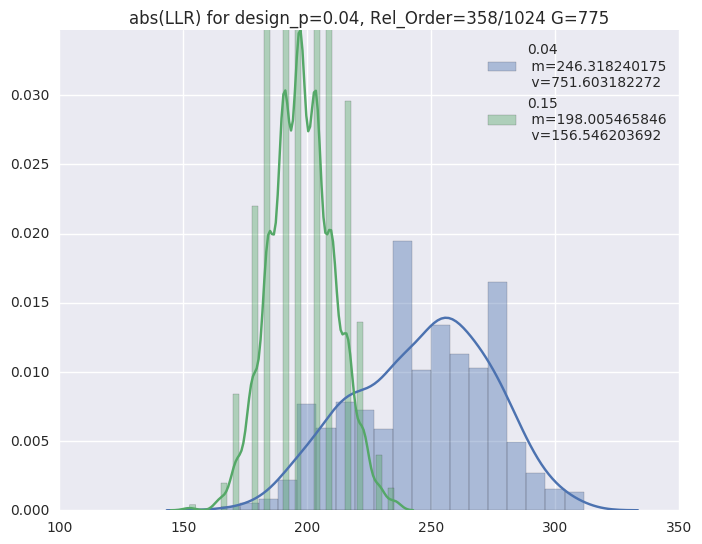 abs(LLR) for design_p=0.04, Rel_Order=358/1024 G=775
0.04
m=246.318240175
v=751.603182272
0.15
m=198.005465846
v=156.546203692
0.030
0.025
0.020
0.015
0.010
0.005
0.000
100 150 200 250 300 350